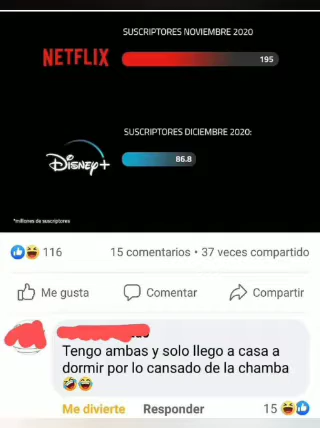 SUSCRIPTORES NOVIEMBRE 2020
NETFLIX
195
SUSCRIPTORES DICIEMBRE 2020:
Disney+
86.8
*millones de suscriptores
116
15 comentarios • 37 veces compartido
Me gusta
Comentar
Compartir
Tengo ambas y solo llego a casa a
dormir por lo cansado de la chamba
🤣😆
Me divierte Responder 15